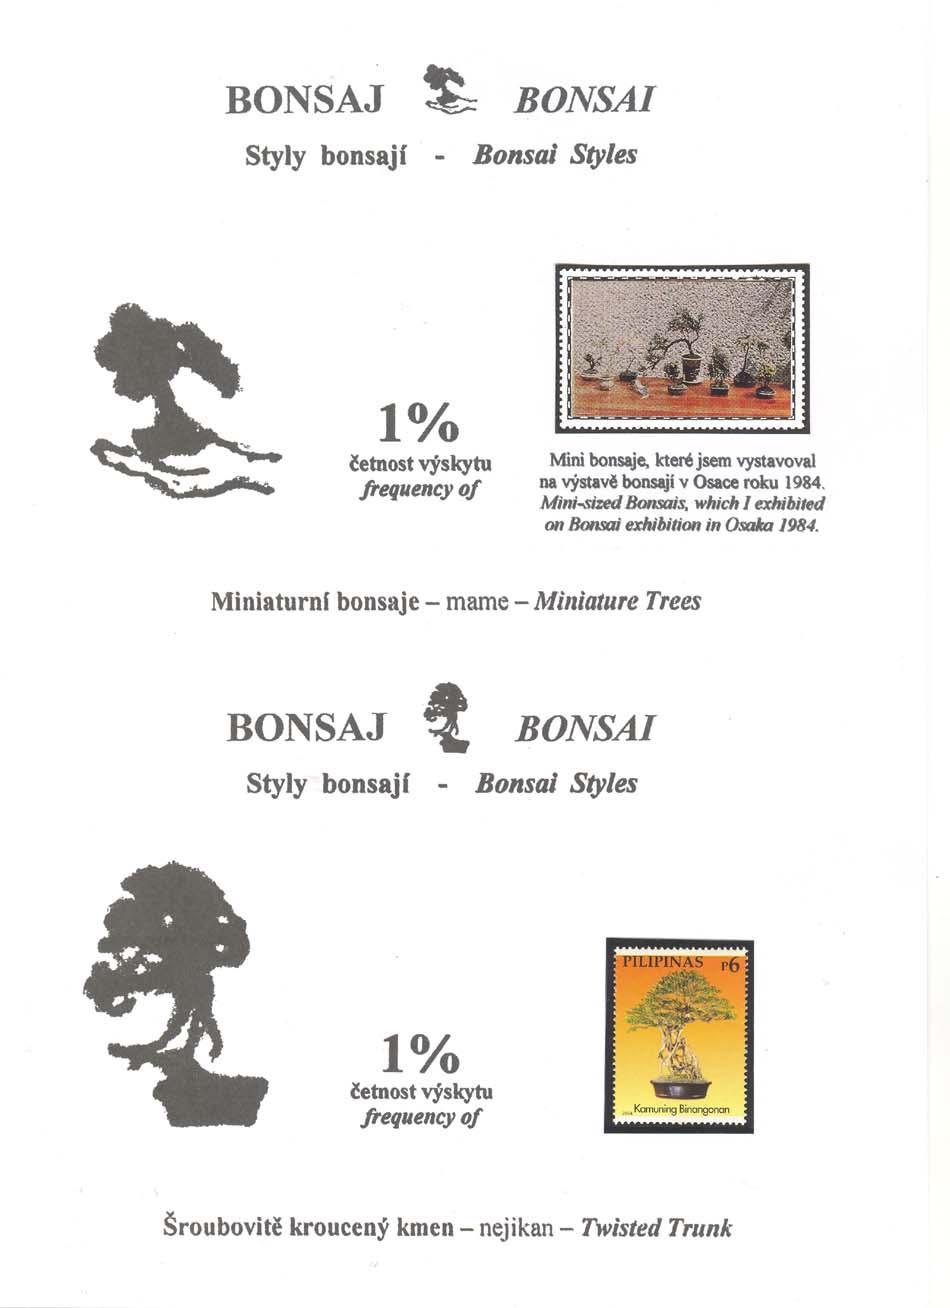 BONSAJ BONSAI
Styly bonsají - Bonsai Styles
1%
četnost výskytu
frequency of
Mini bonsaje, které jsem vystavoval
na výstavě bonsají v Osace roku 1984.
Mini-sized Bonsais, which I exhibited
on Bonsai exhibition in Osaka 1984.
Miniaturní bonsaje – mame – Miniature Trees
BONSAJ BONSAI
Styly bonsají - Bonsai Styles
1%
četnost výskytu
frequency of
PILIPINAS P6
Kamuning Binangonan
Šroubovitě kroucený kmen – nejikan – Twisted Trunk